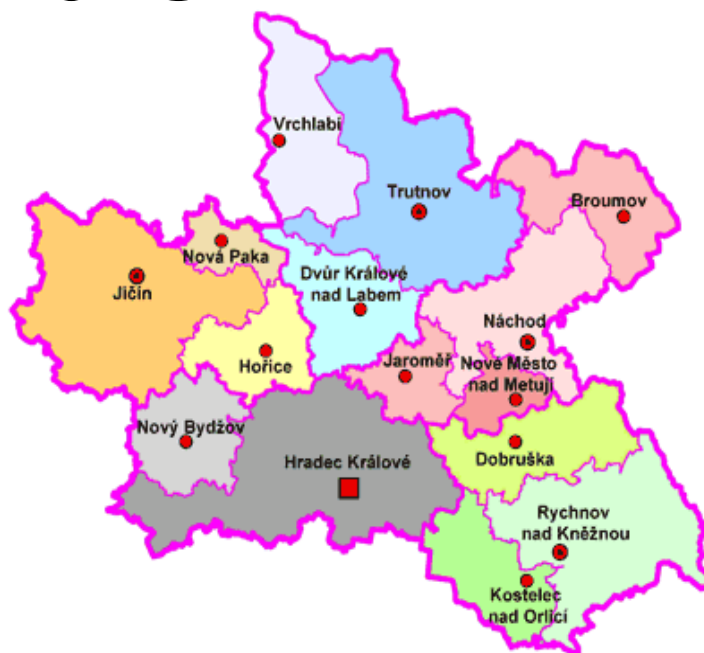 Vrchlabí
Trutnov
Broumov
Nová Paka
Dvůr Králové
nad Labem
Jičín
Náchod
Hořice
Jaroměř
Nové Město
nad Metují
Nový Bydžov
Dobruška
Hradec Králové
Rychnov
nad Kněžnou
Kostelec
nad Orlicí